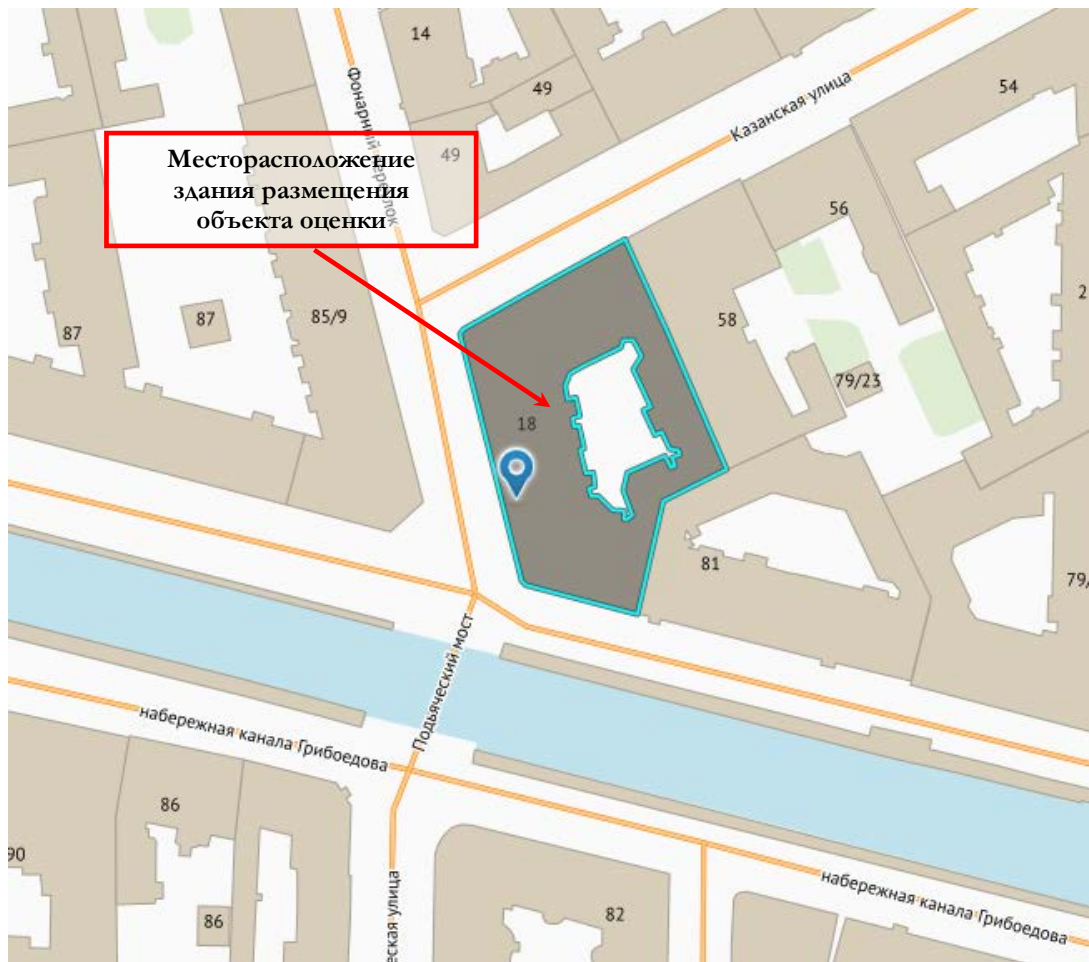 14
49
54
Фонарный переулок
Казанская улица
49
Месторасположение
здания размещения
объекта оценки
56
2
87
87
85/9
58
79/23
18
81
79/
Подьяческий мост
набережная канала Грибоедова
86
90
86
еская улица
82
набережная канала Грибоедова